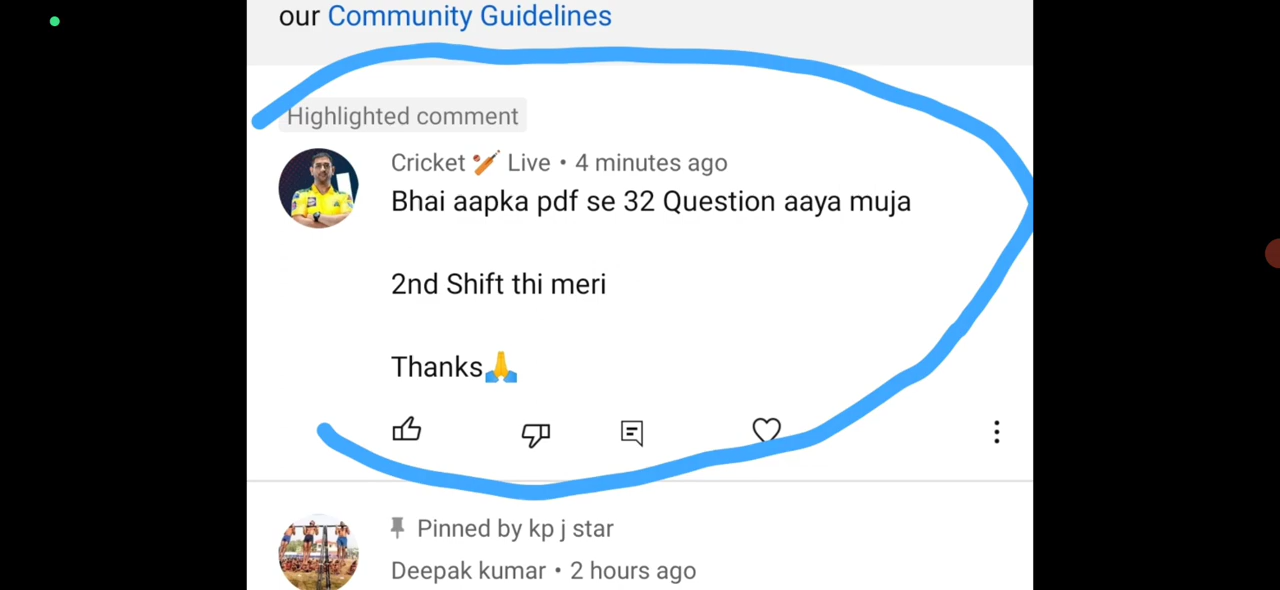 our Community Guidelines
Highlighted comment
Cricket 🏏 Live • 4 minutes ago
Bhai aapka pdf se 32 Question aaya muja
2nd Shift thi meri
Thanks🙏
Pinned by kp j star
Deepak kumar • 2 hours ago